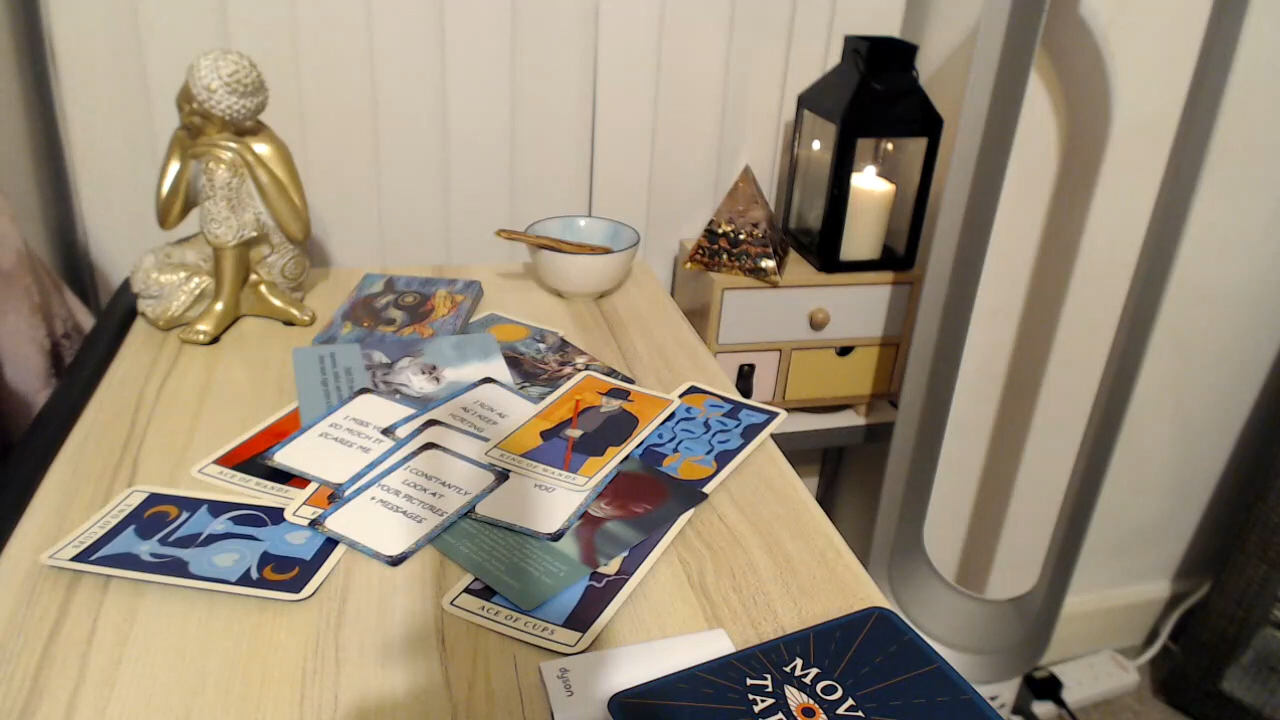 I MISS YOU
SO MUCH IT
SCARES ME
I RUN AS
AS I KEEP
HURTING
YOU
I CONSTANTLY
LOOK AT
YOUR PICTURES
+ MESSAGES
KING OF WANDS
ACE OF WANDS
TWO OF CUPS
ACE OF CUPS
dyson
MOV
TAR